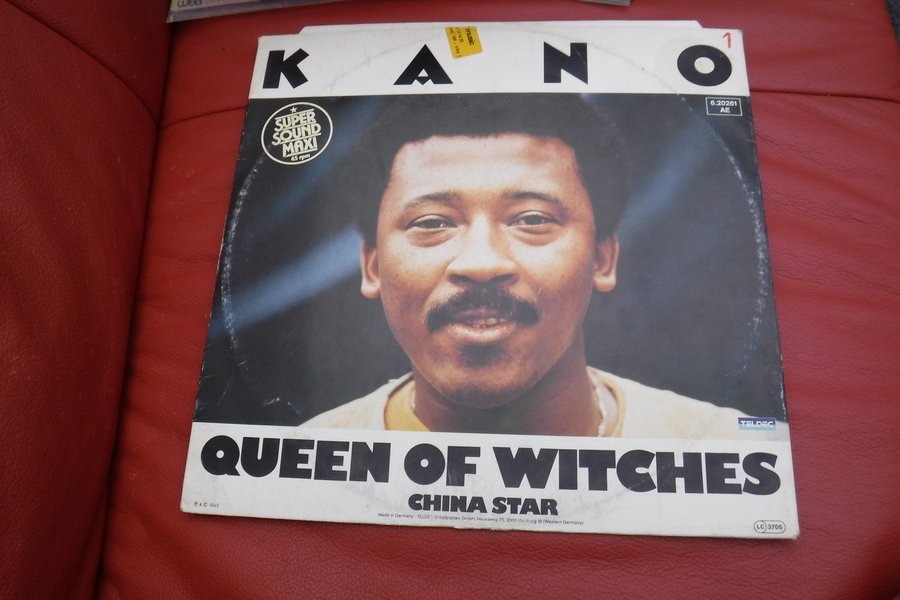 KANO
1
6.20261
AE
SUPER
SOUND
MAXI
45 rpm
TELDEC
QUEEN OF WITCHES
CHINA STAR
Made in Germany
LC 3706